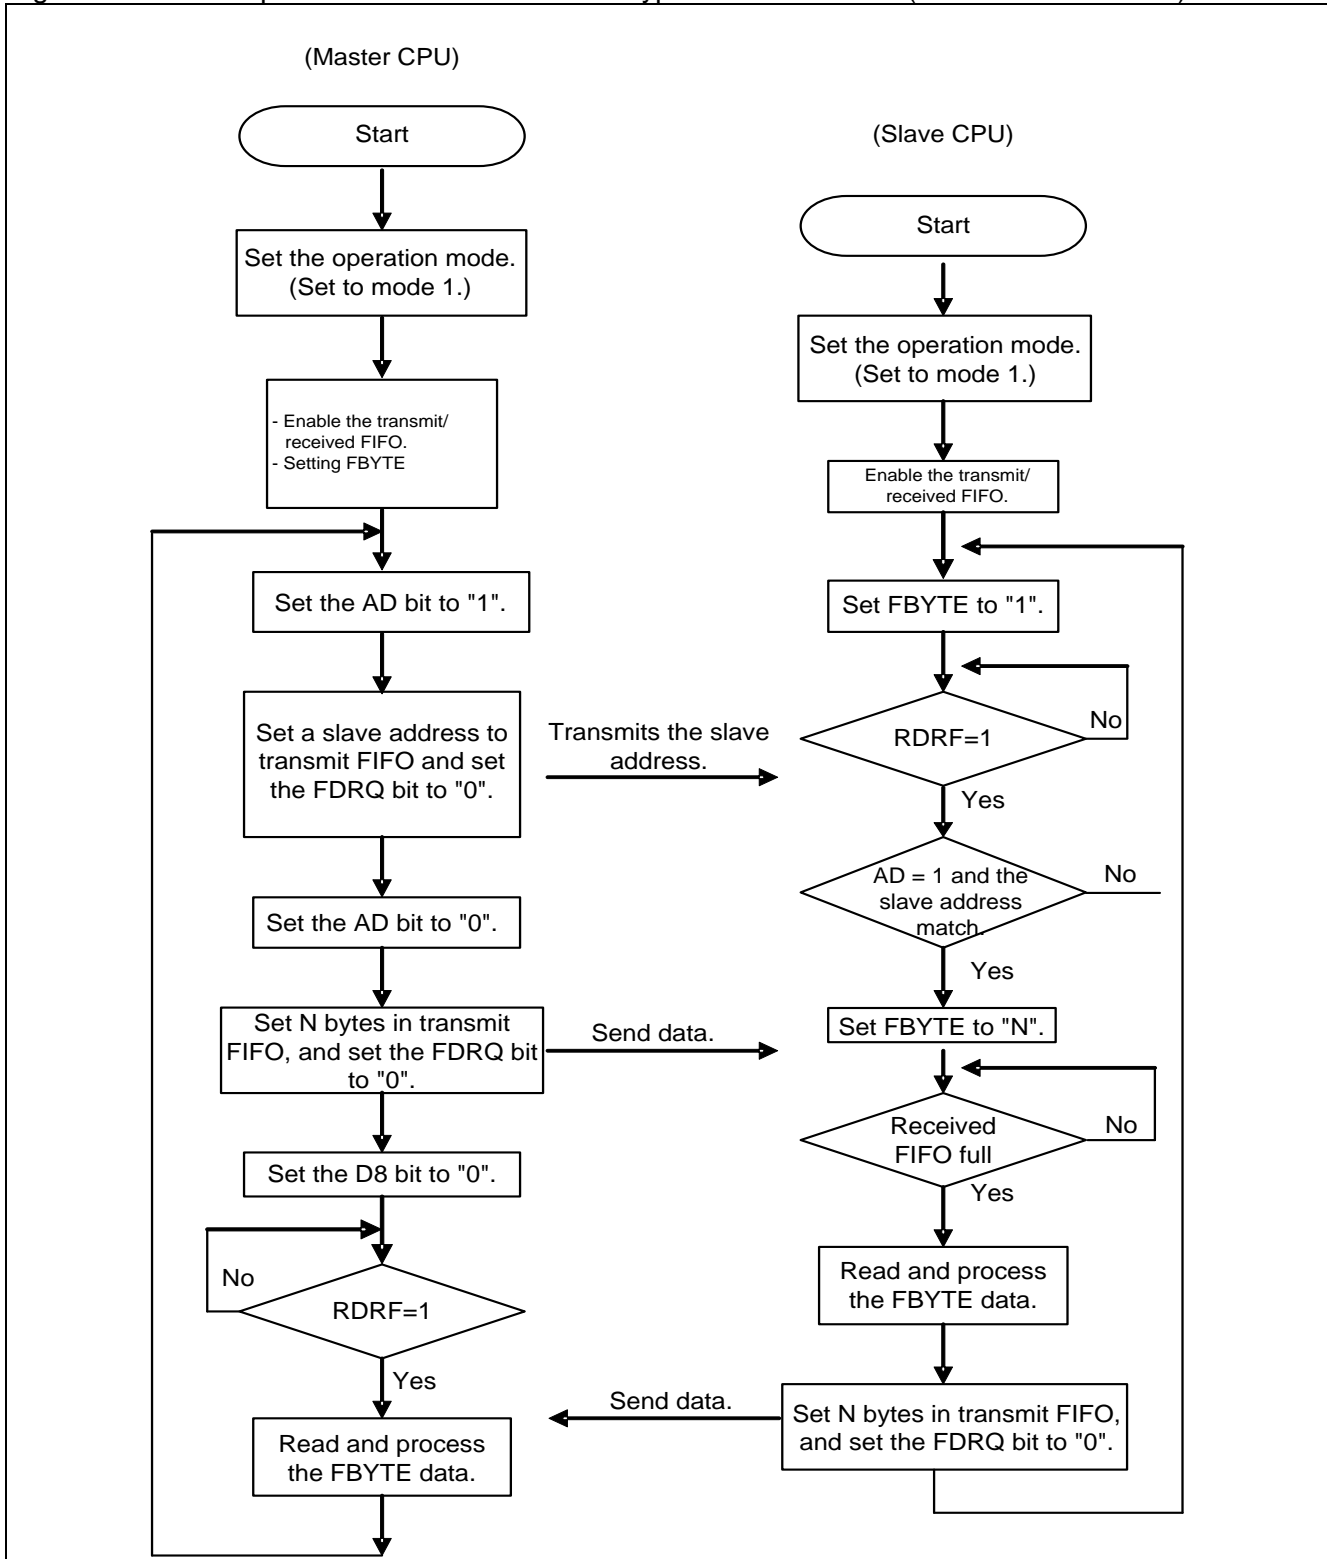 (Master CPU)
Start
Set the operation mode.
(Set to mode 1.)
- Enable the transmit/
received FIFO.
- Setting FBYTE
Set the AD bit to "1".
Set a slave address to
transmit FIFO and set
the FDRQ bit to "0".
Transmits the slave
address.
Set the AD bit to "0".
Set N bytes in transmit
FIFO, and set the FDRQ bit
to "0".
Send data.
Set the D8 bit to "0".
No
RDRF=1
Yes
Read and process
the FBYTE data.
(Slave CPU)
Start
Set the operation mode.
(Set to mode 1.)
Enable the transmit/
received FIFO.
Set FBYTE to "1".
RDRF=1
No
Yes
AD = 1 and the
slave address
match.
No
Yes
Set FBYTE to "N".
Received
FIFO full
No
Yes
Read and process
the FBYTE data.
Send data.
Set N bytes in transmit FIFO,
and set the FDRQ bit to "0".